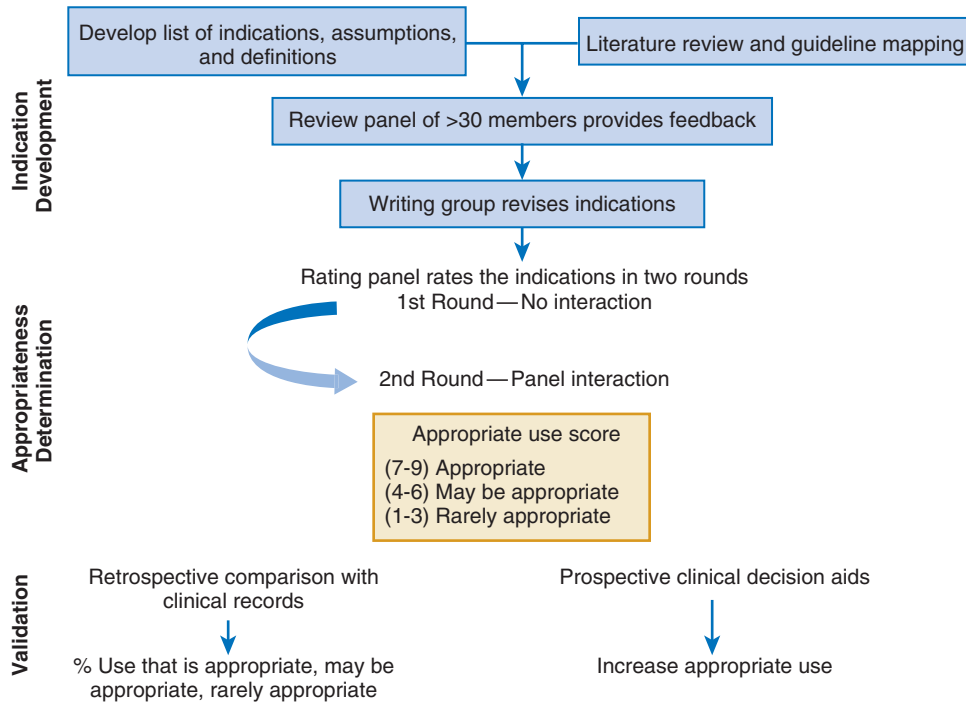 Develop list of indications, assumptions,
and definitions
Literature review and guideline mapping
Indication
Development
Review panel of >30 members provides feedback
Writing group revises indications
Appropriateness
Determination
Rating panel rates the indications in two rounds
1st Round—No interaction
2nd Round—Panel interaction
Appropriate use score
(7-9) Appropriate
(4-6) May be appropriate
(1-3) Rarely appropriate
Validation
Retrospective comparison with
clinical records
% Use that is appropriate, may be
appropriate, rarely appropriate
Prospective clinical decision aids
Increase appropriate use